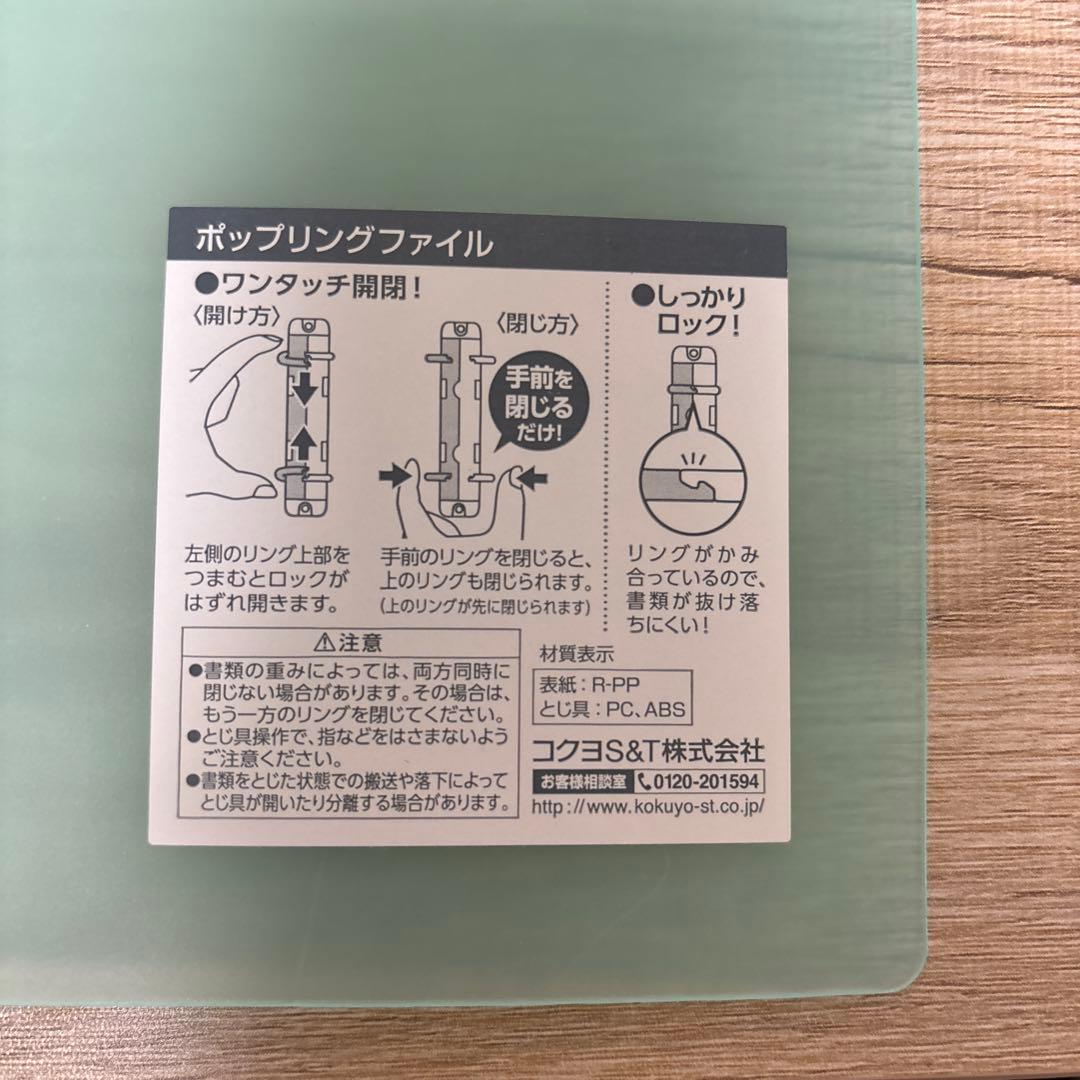 ポップリングファイル
●ワンタッチ開閉！
〈開け方〉
〈閉じ方〉
手前を
閉じる
だけ！
左側のリング上部を
つまむとロックが
はずれ開きます。
手前のリングを閉じると、
上のリングも閉じられます。
（上のリングが先に閉じられます）
●しっかり
ロック！
リングがかみ
合っているので、
書類が抜け落
ちにくい！
⚠注意
●書類の重みによっては、両方同時に
閉じない場合があります。その場合は、
もう一方のリングを閉じてください。
●とじ具操作で、指などをはさまないよう
ご注意ください。
●書類をとじた状態での搬送や落下によって
とじ具が開いたり分離する場合があります。
材質表示
表紙：R-PP
とじ具：PC、ABS
コクヨS&T株式会社
お客様相談室 0120-201594
http://www.kokuyo-st.co.jp/